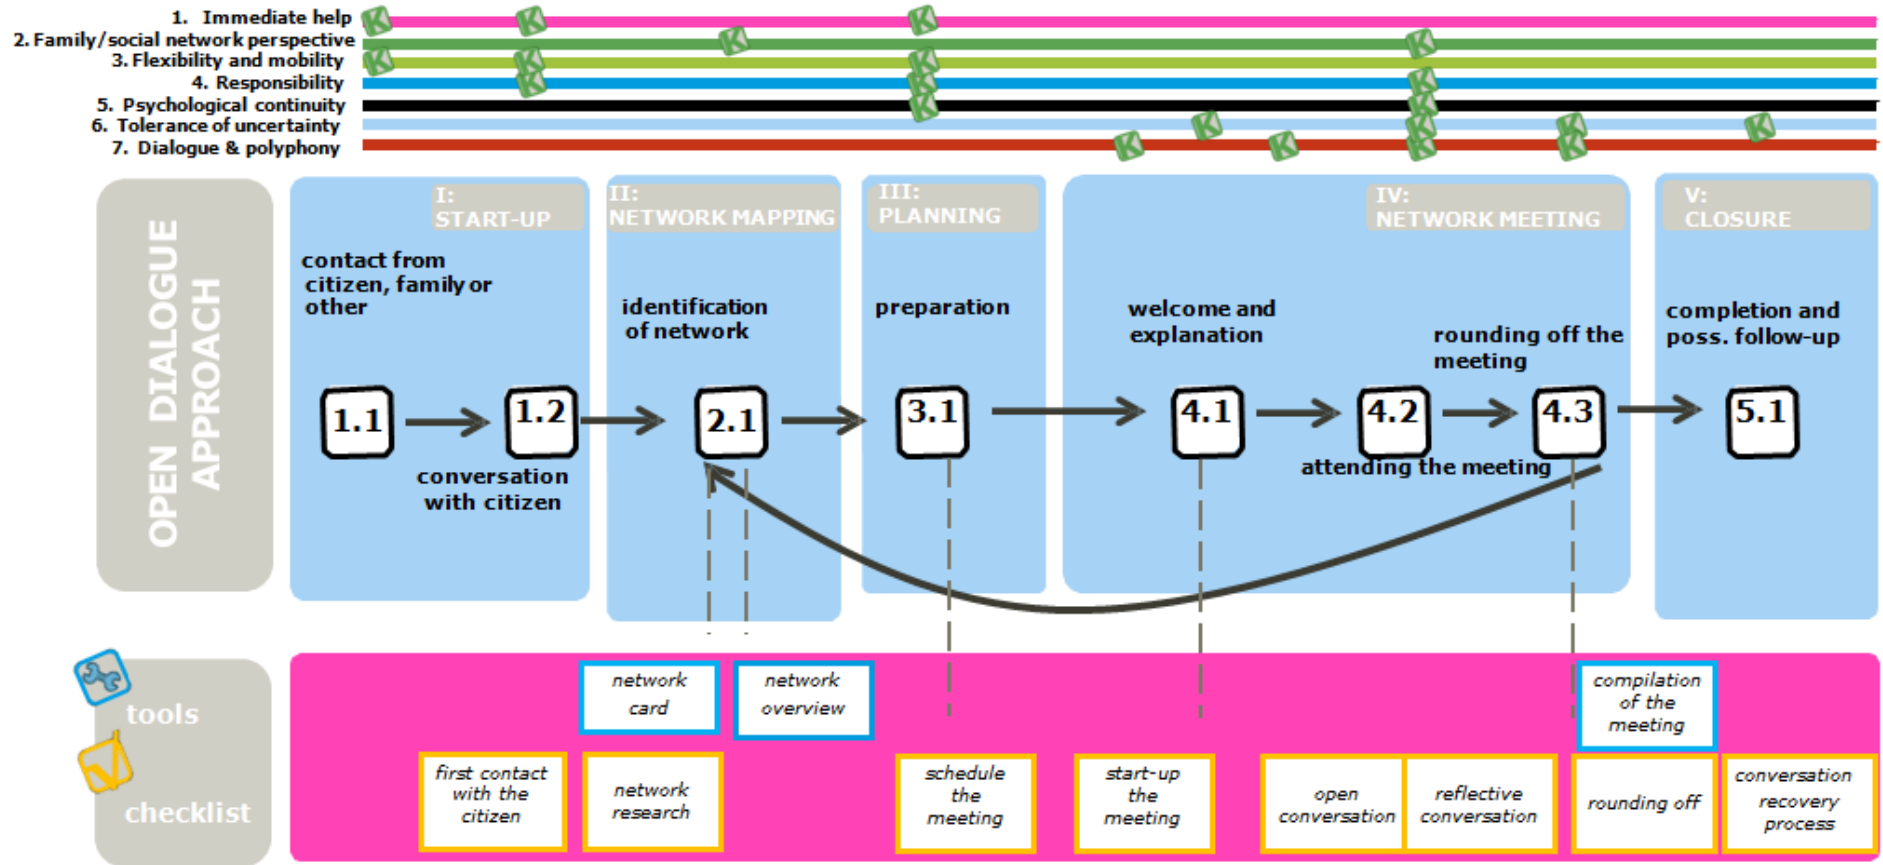 1. Immediate help
2. Family/social network perspective
3. Flexibility and mobility
4. Responsibility
5. Psychological continuity
6. Tolerance of uncertainty
7. Dialogue & polyphony
K K K
K K
K K K
K K K
K K
K K K K
K K K K
OPEN DIALOGUE
APPROACH
I:
START-UP
contact from
citizen, family or
other
1.1
1.2
conversation
with citizen
II:
NETWORK MAPPING
identification
of network
2.1
III:
PLANNING
preparation
3.1
IV:
NETWORK MEETING
welcome and
explanation
4.1
4.2
attending the meeting
rounding off the
meeting
4.3
V:
CLOSURE
completion and
poss. follow-up
5.1
tools
network
card
network
overview
compilation
of the
meeting
checklist
first contact
with the
citizen
network
research
schedule
the
meeting
start-up
the
meeting
open
conversation
reflective
conversation
rounding off
conversation
recovery
process